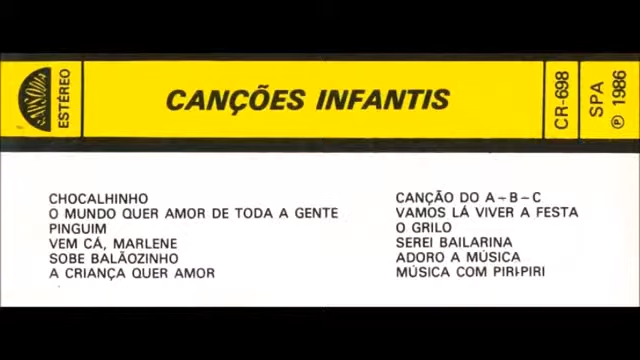 RAPSODIA
ESTÉREO
CANÇÕES INFANTIS
CR-698
SPA
℗ 1986
CHOCALHINHO
O MUNDO QUER AMOR DE TODA A GENTE
PINGUIM
VEM CÁ, MARLENE
SOBE BALÃOZINHO
A CRIANÇA QUER AMOR
CANÇÃO DO A-B-C
VAMOS LÁ VIVER A FESTA
O GRILO
SEREI BAILARINA
ADORO A MÚSICA
MÚSICA COM PIRI-PIRI